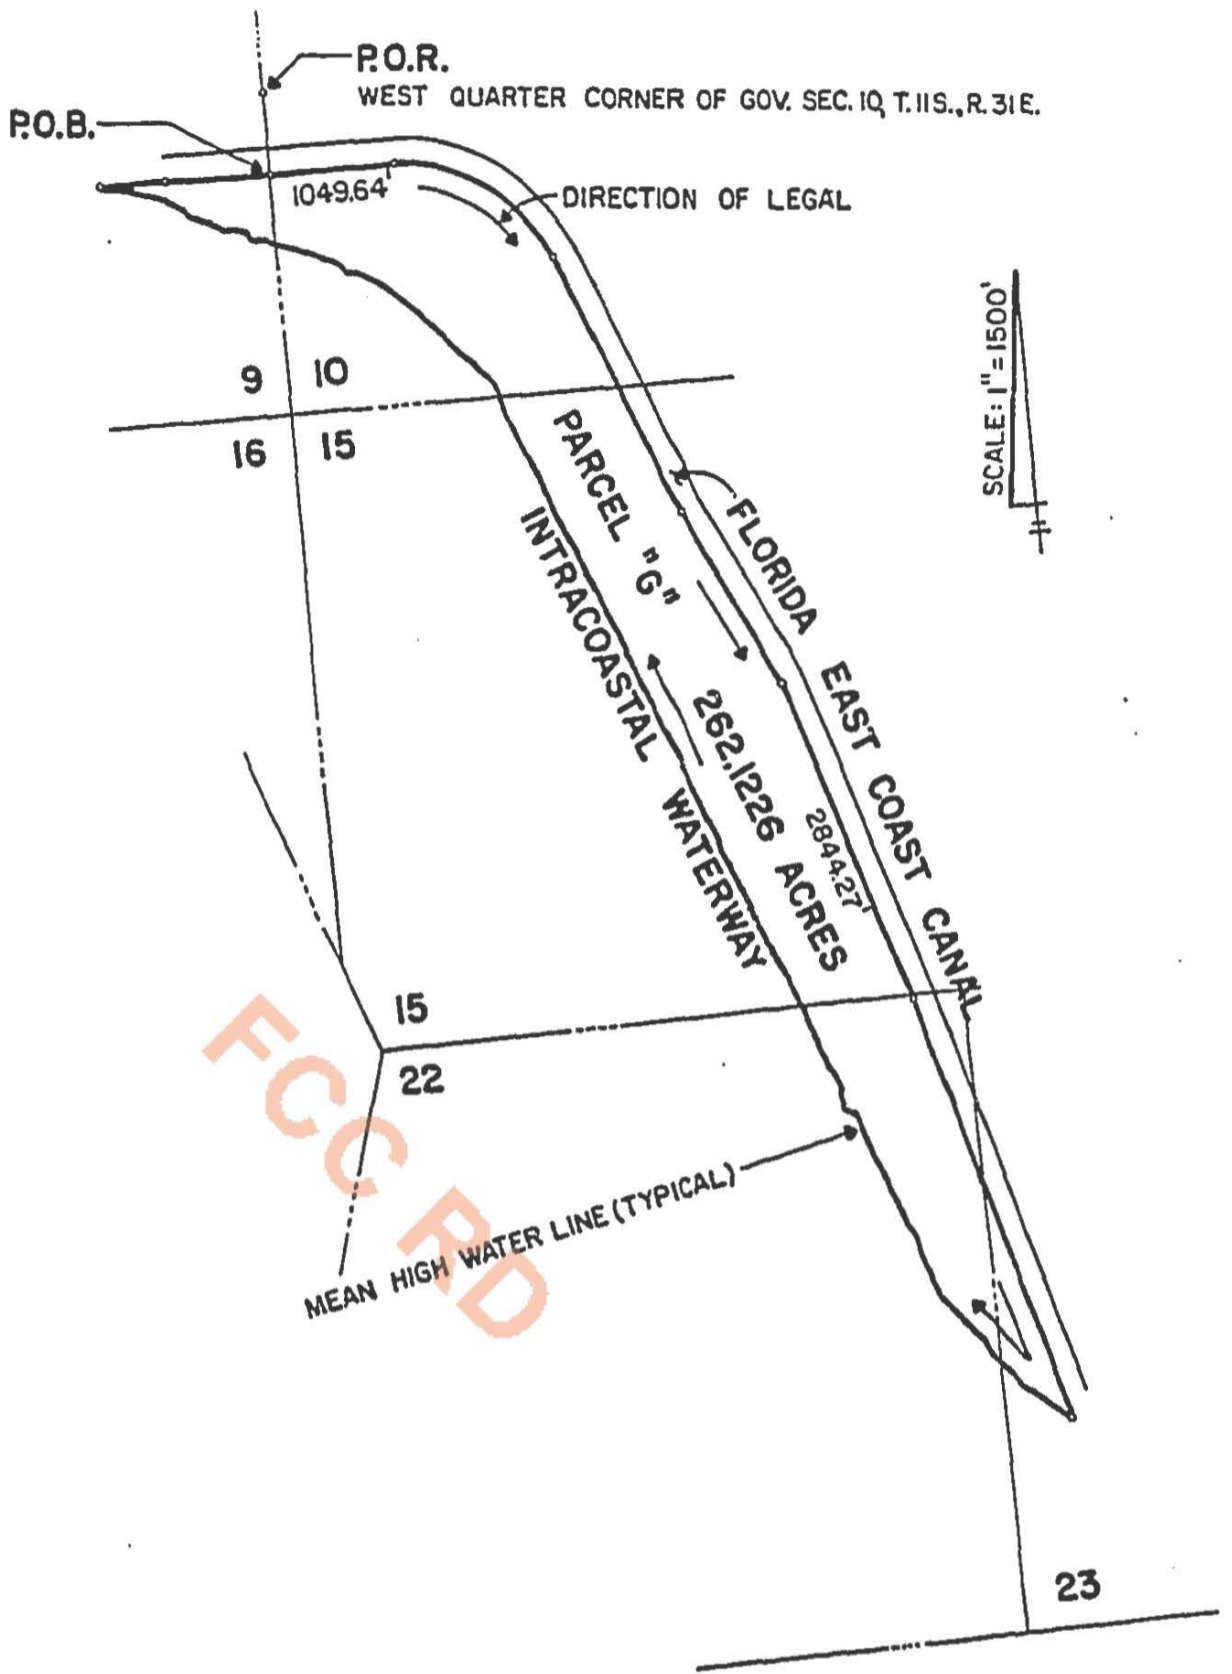 P.O.R.
WEST QUARTER CORNER OF GOV. SEC. 10, T.11S., R.31E.
P.O.B.
1049.64'
DIRECTION OF LEGAL
SCALE: 1" = 1500'
9 10
16 15
PARCEL "G"
FLORIDA EAST COAST CANAL
INTRACOASTAL WATERWAY
262.1226 ACRES
2844.27'
15
22
FCC RD
MEAN HIGH WATER LINE (TYPICAL)
23